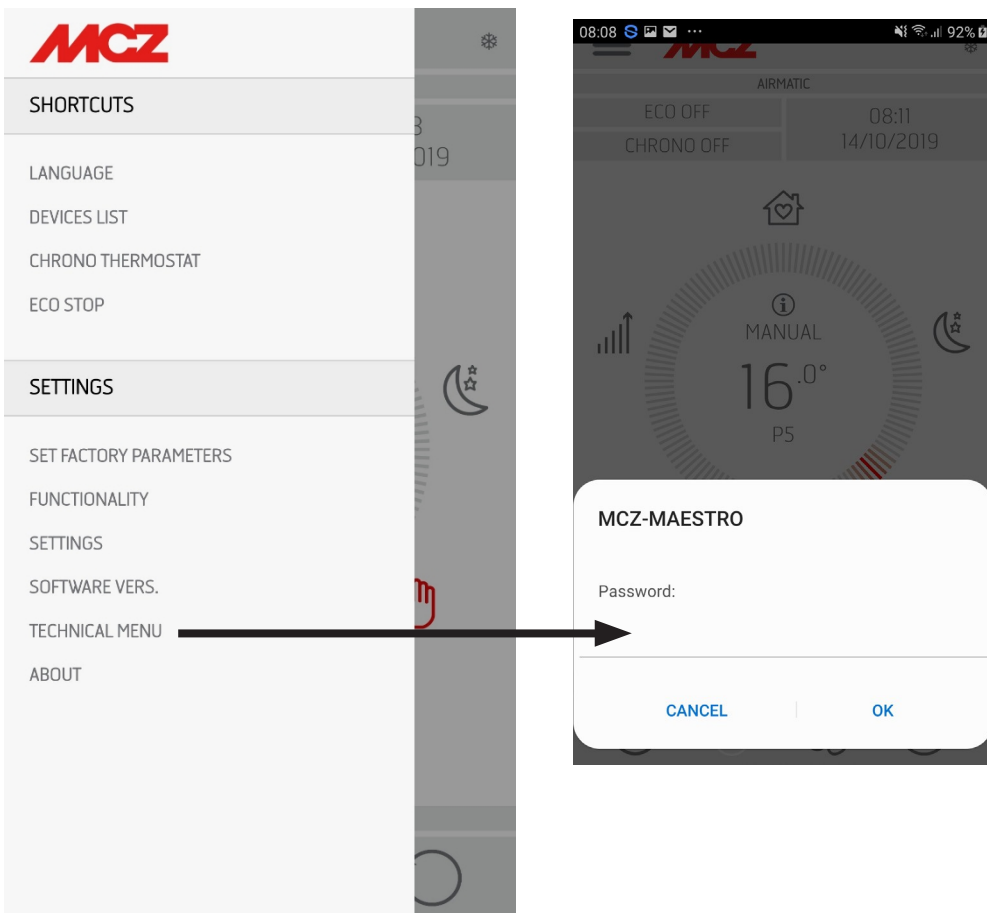 MCZ
SHORTCUTS
LANGUAGE
DEVICES LIST
CHRONO THERMOSTAT
ECO STOP
SETTINGS
SET FACTORY PARAMETERS
FUNCTIONALITY
SETTINGS
SOFTWARE VERS.
TECHNICAL MENU
ABOUT
019
08:08 92%
MCZ
AIRMATIC
ECO OFF
CHRONO OFF
08:11
14/10/2019
MANUAL
16.0°
P5
MCZ-MAESTRO
Password:
CANCEL OK